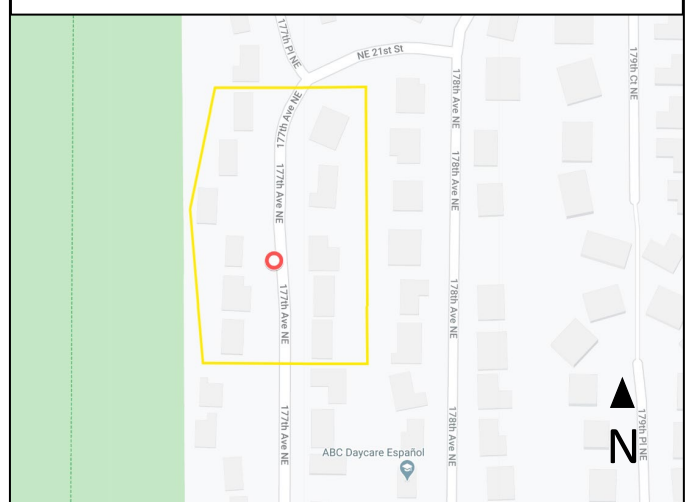 177th Pl NE
NE 21st St
177th Ave NE
177th Ave NE
177th Ave NE
177th Ave NE
178th Ave NE
178th Ave NE
178th Ave NE
178th Ave NE
179th Ct NE
179th Pl NE
ABC Daycare Español
N